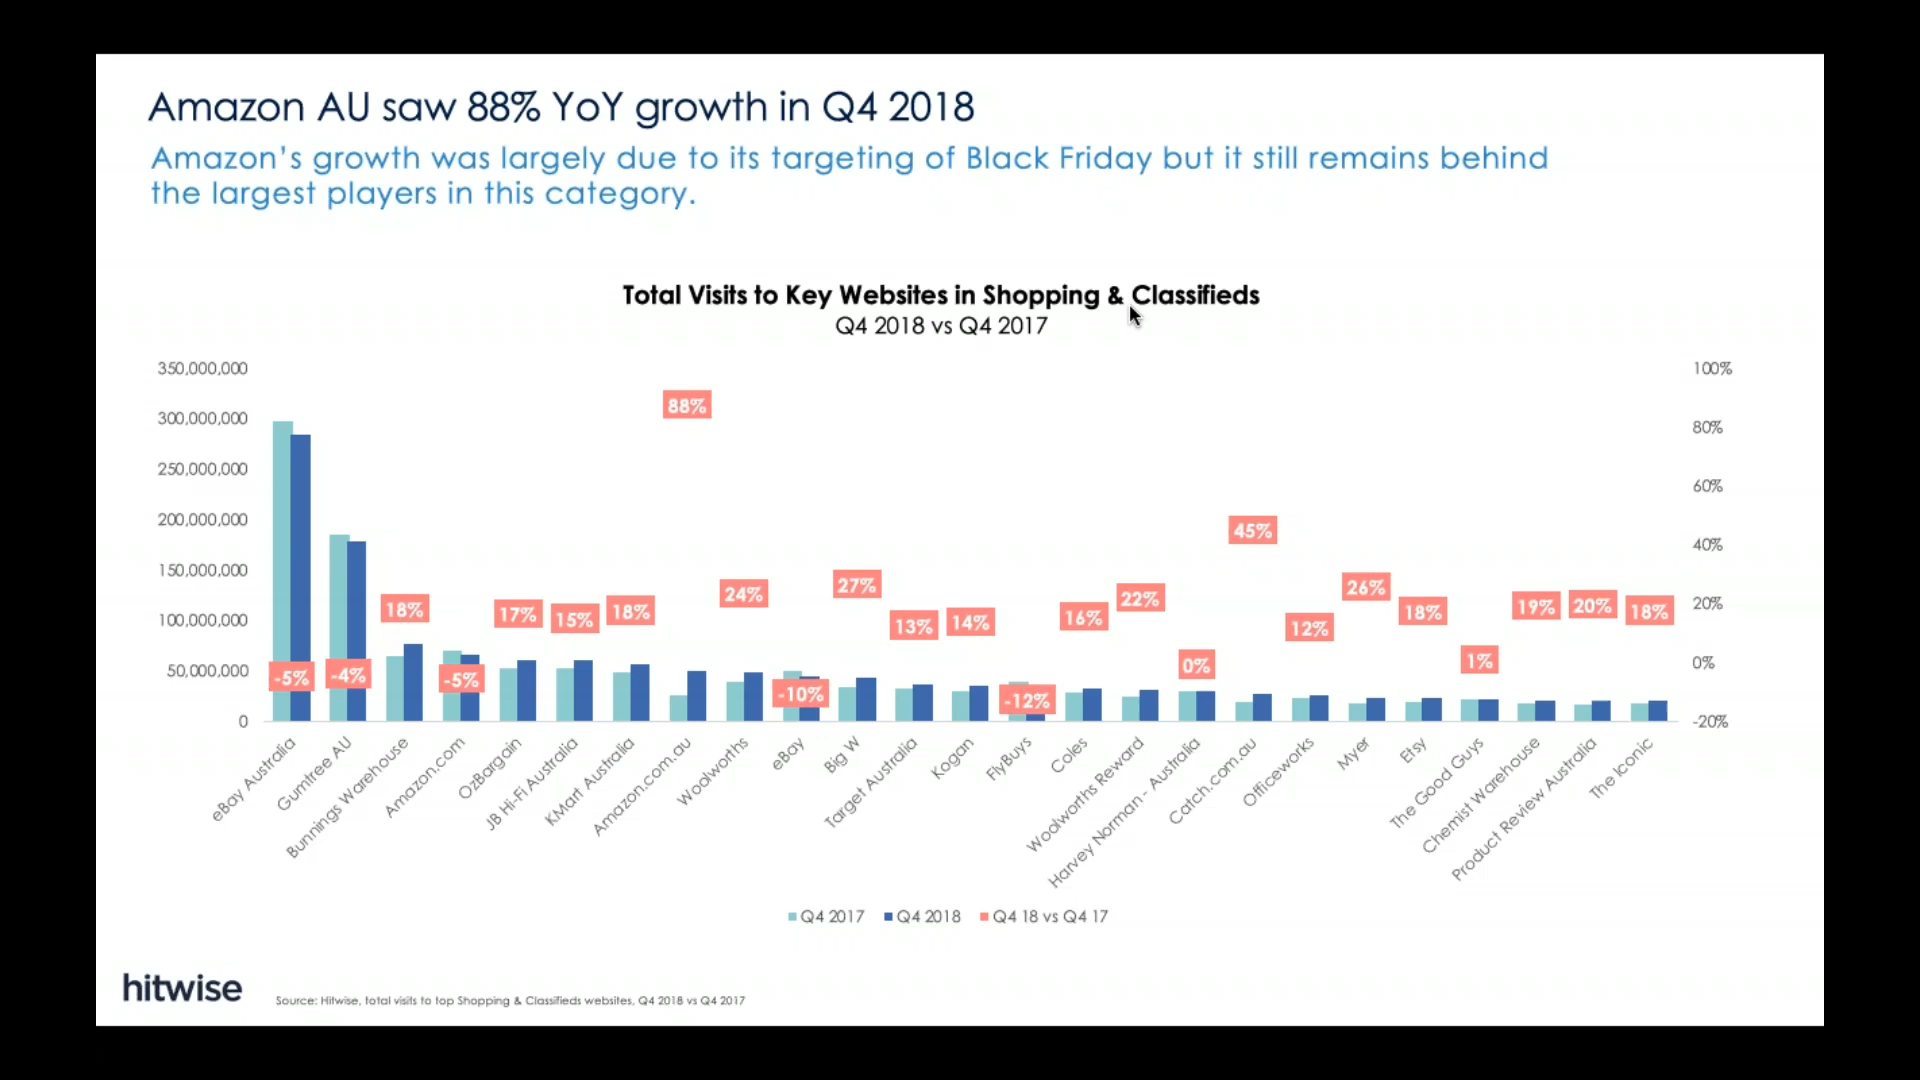 Amazon AU saw 88% YoY growth in Q4 2018
Amazon's growth was largely due to its targeting of Black Friday but it still remains behind
the largest players in this category.
Total Visits to Key Websites in Shopping & Classifieds
Q4 2018 vs Q4 2017
350,000,000
300,000,000
250,000,000
200,000,000
150,000,000
100,000,000
50,000,000
0
100%
80%
60%
40%
20%
0%
-20%
-5%
-4%
18%
-5%
17%
15%
18%
88%
24%
-10%
27%
13%
14%
-12%
16%
22%
0%
45%
12%
26%
18%
1%
19%
20%
18%
eBay Australia
Gumtree AU
Bunnings Warehouse
Amazon.com
OzBargain
JB Hi-Fi Australia
KMart Australia
Amazon.com.au
Woolworths
eBay
Big W
Target Australia
Kogan
FlyBuys
Coles
Woolworths Reward
Harvey Norman - Australia
Catch.com.au
Officeworks
Myer
Etsy
The Good Guys
Chemist Warehouse
Product Review Australia
The Iconic
Q4 2017 Q4 2018 Q4 18 vs Q4 17
hitwise
Source: Hitwise, total visits to top Shopping & Classifieds websites, Q4 2018 vs Q4 2017